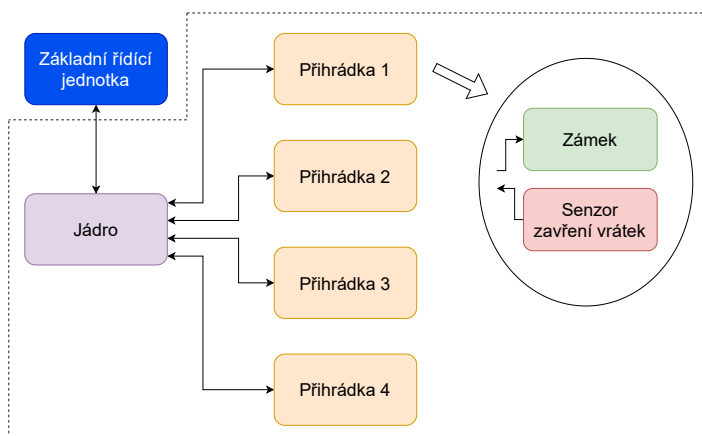 Základní řídící
jednotka
Přihrádka 1
Zámek
Přihrádka 2
Senzor
zavření vrátek
Jádro
Přihrádka 3
Přihrádka 4